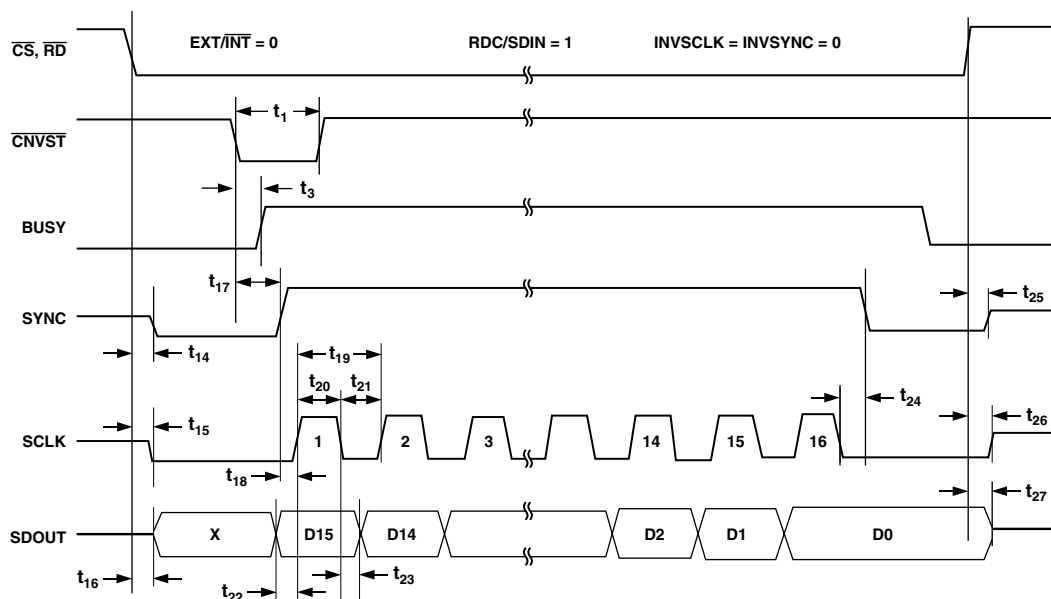 EXT/INT = 0 RDC/SDIN = 1 INVSCLK = INVSYNC = 0
CS, RD
t1
CNVST
t3
BUSY
t17
t25
SYNC
t14
t19
t20 t21
t24
t15
t26
SCLK
1 2 3 14 15 16
t18
t27
SDOUT
X D15 D14 D2 D1 D0
t16
t22
t23